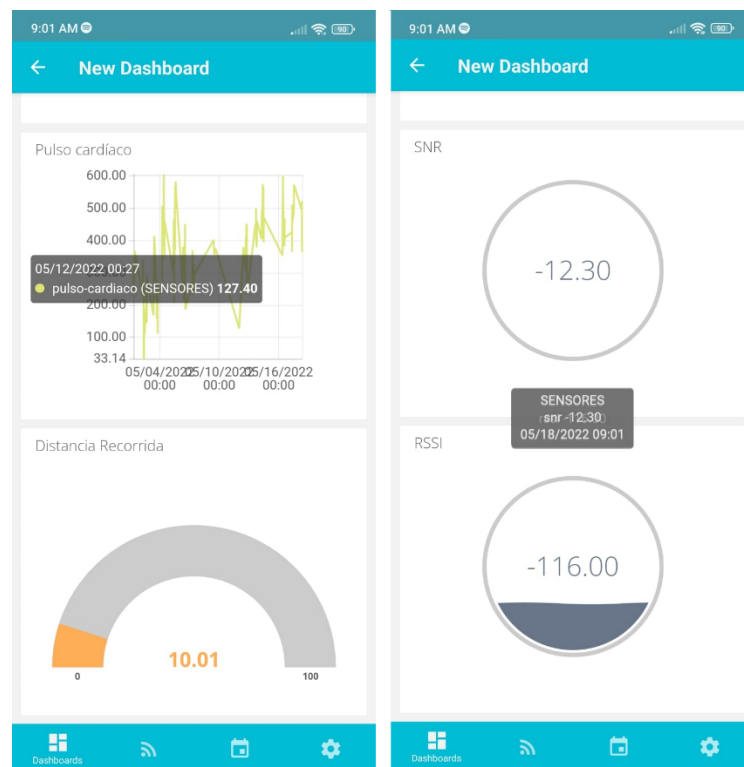 9:01 AM
90
New Dashboard
Pulso cardíaco
600.00
500.00
400.00
05/12/2022 00:27
pulso-cardiaco (SENSORES) 127.40
200.00
100.00
33.14
05/04/2022 05/10/2022 05/16/2022
00:00 00:00 00:00
Distancia Recorrida
10.01
0
100
Dashboards
9:01 AM
90
New Dashboard
SNR
-12.30
SENSORES
snr -12.30
05/18/2022 09:01
RSSI
-116.00
Dashboards